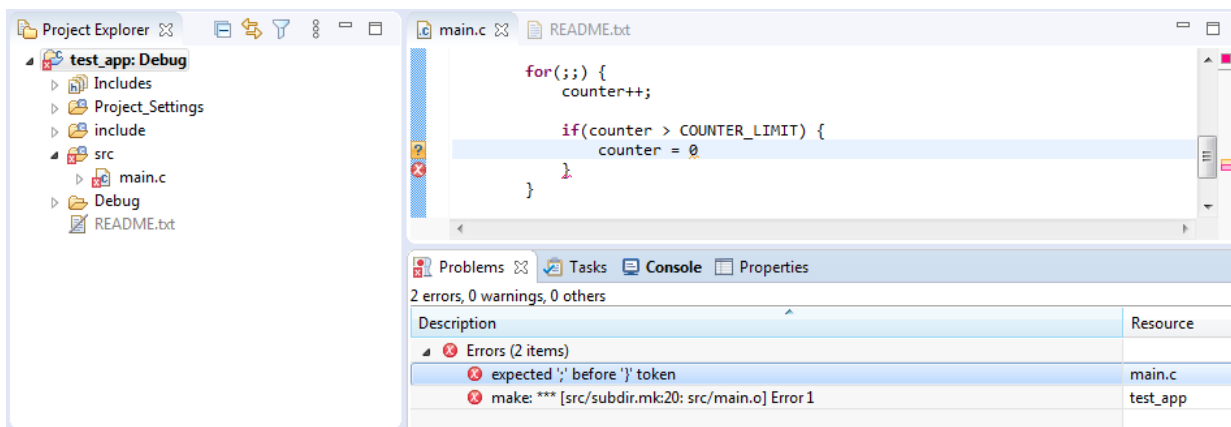 Project Explorer
test_app: Debug
Includes
Project_Settings
include
src
main.c
Debug
README.txt
main.c README.txt
for(;;) {
counter++;
if(counter > COUNTER_LIMIT) {
counter = 0
}
}
Problems Tasks Console Properties
2 errors, 0 warnings, 0 others
Description Resource
Errors (2 items)
expected ';' before '}' token main.c
make: *** [src/subdir.mk:20: src/main.o] Error 1 test_app